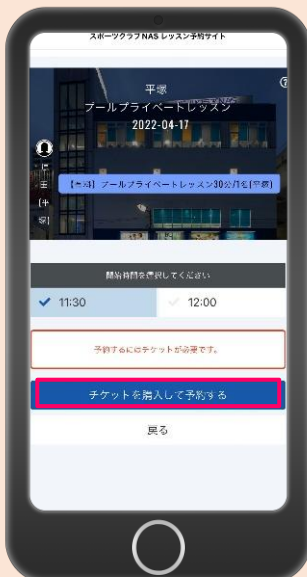 スポーツクラブNAS レッスン予約サイト
平塚
プールプライベートレッスン
2022-04-17
プールプライベートレッスン30分
[平塚]
田
[平
塚]
開始時間を選択してください
11:30
12:00
予約するにはチケットが必要です。
チケットを購入して予約する
戻る